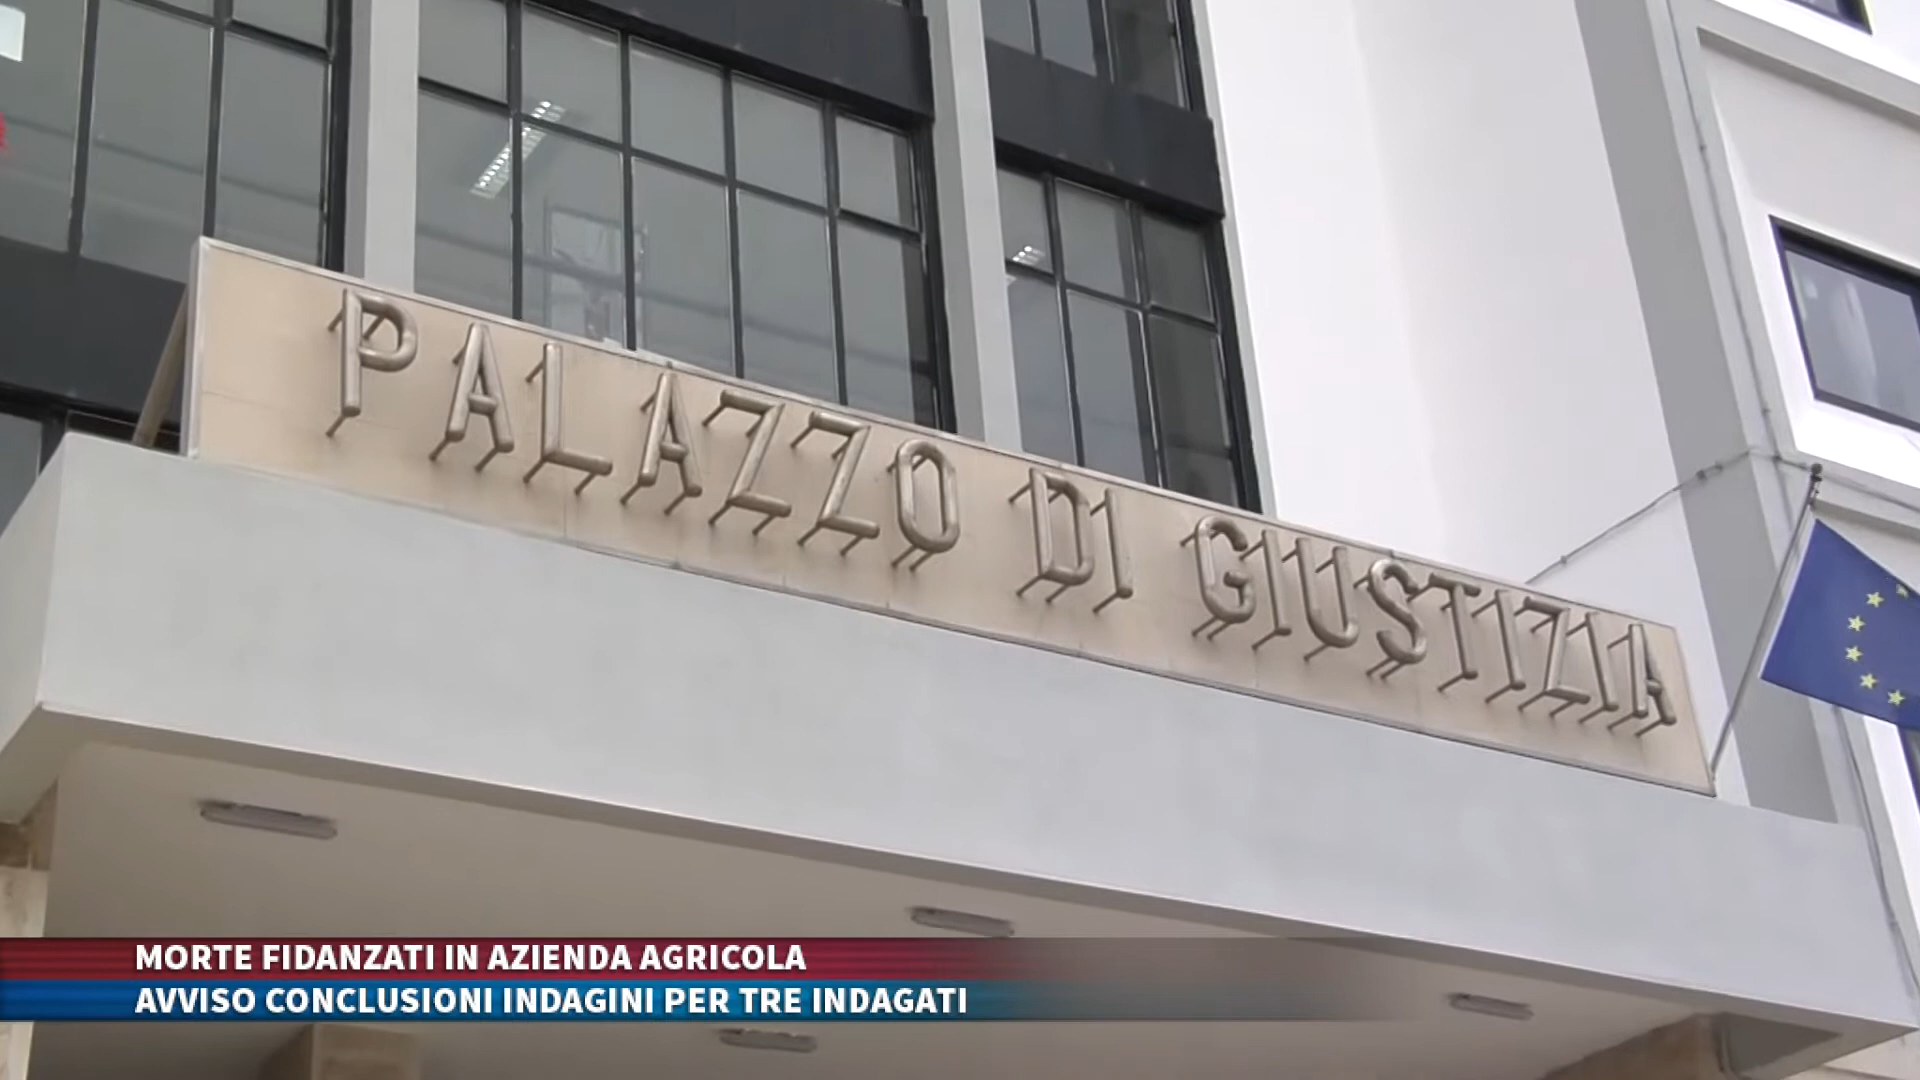 PALAZZO DI GIUSTIZIA
MORTE FIDANZATI IN AZIENDA AGRICOLA
AVVISO CONCLUSIONI INDAGINI PER TRE INDAGATI